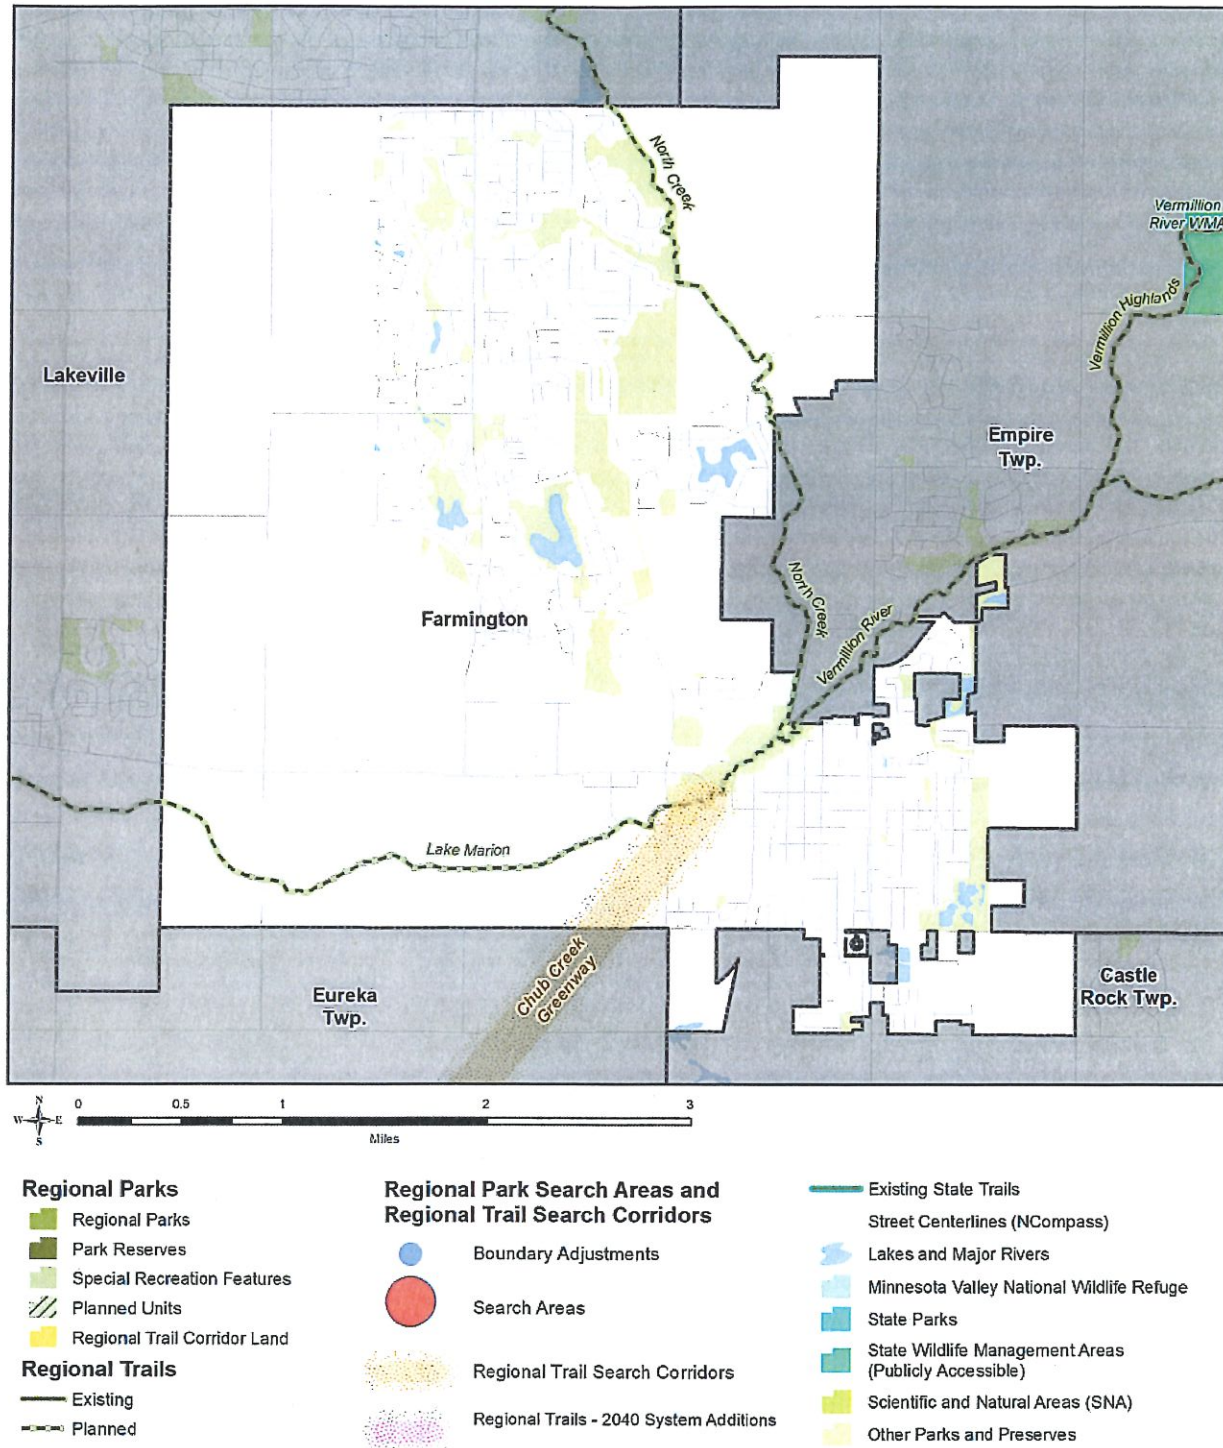 North Creek
Vermillion
River WMA
Vermillion Highlands
Lakeville
Empire
Twp.
North Creek
Farmington
Vermillion River
Lake Marion
Chub Creek
Greenway
Eureka
Twp.
Castle
Rock Twp.
N
W E
S
0 0.5 1 2 3
Miles
Regional Parks
Regional Parks
Park Reserves
Special Recreation Features
Planned Units
Regional Trail Corridor Land
Regional Trails
Existing
Planned
Regional Park Search Areas and
Regional Trail Search Corridors
Boundary Adjustments
Search Areas
Regional Trail Search Corridors
Regional Trails - 2040 System Additions
Existing State Trails
Street Centerlines (NCompass)
Lakes and Major Rivers
Minnesota Valley National Wildlife Refuge
State Parks
State Wildlife Management Areas
(Publicly Accessible)
Scientific and Natural Areas (SNA)
Other Parks and Preserves